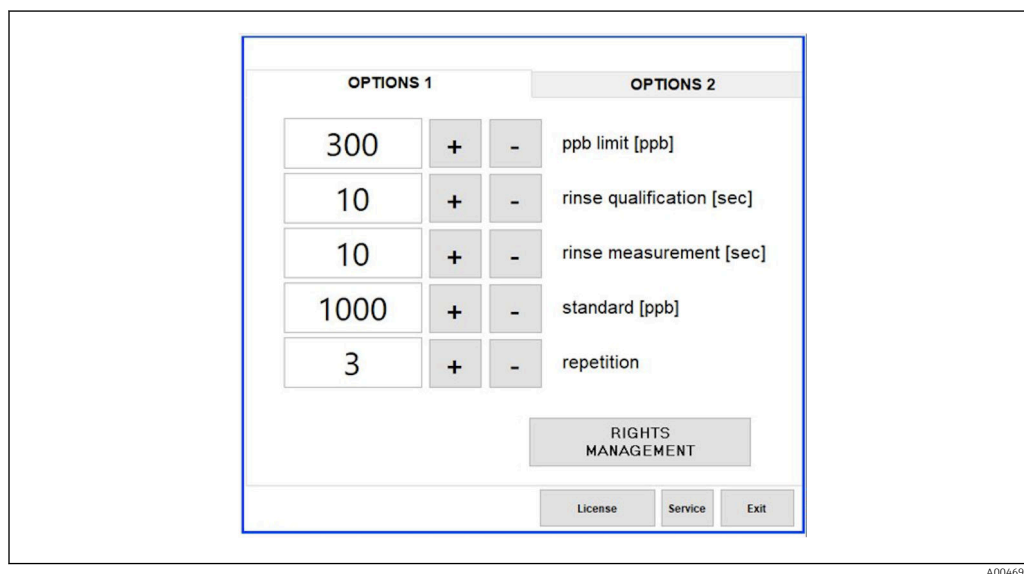 OPTIONS 1 OPTIONS 2
300 + - ppb limit [ppb]
10 + - rinse qualification [sec]
10 + - rinse measurement [sec]
1000 + - standard [ppb]
3 + - repetition
RIGHTS
MANAGEMENT
License Service Exit